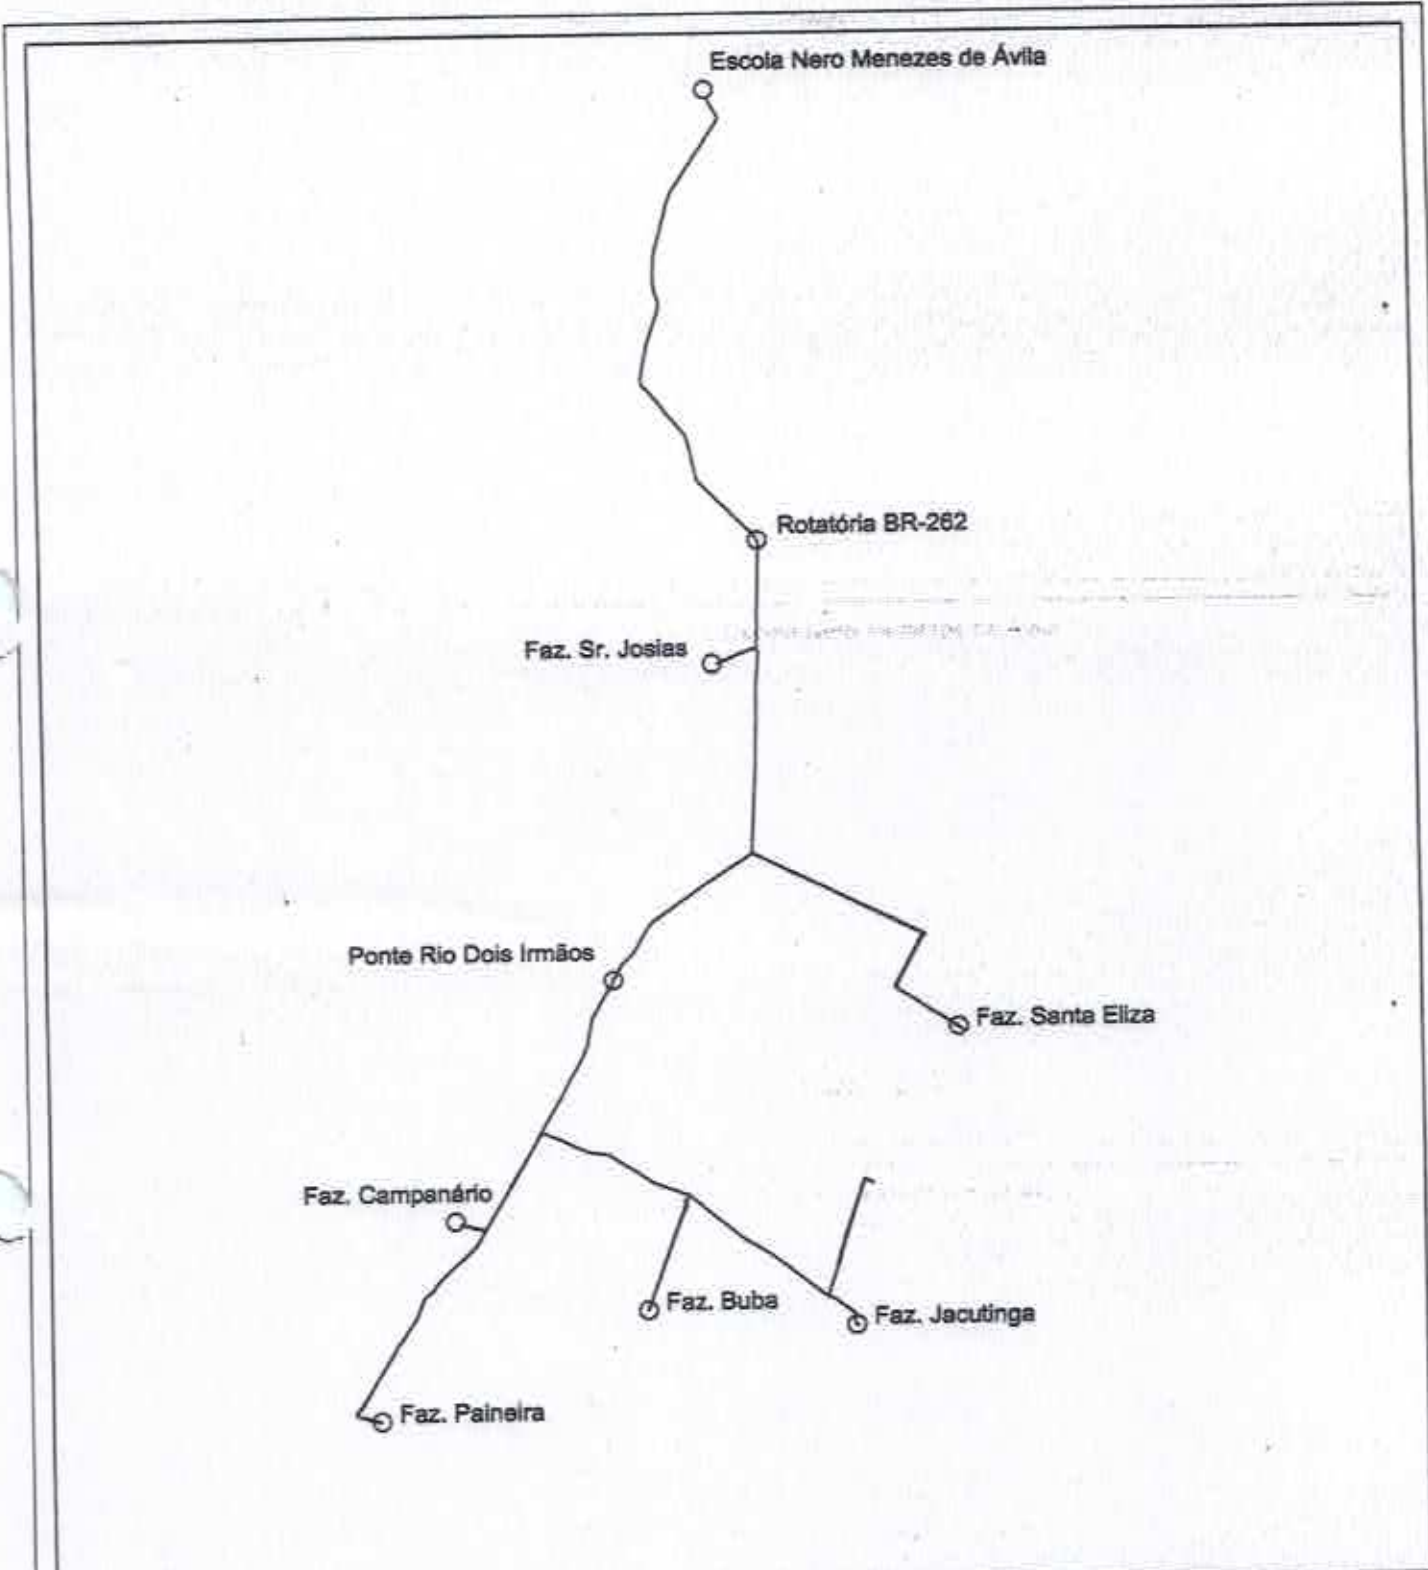 Escola Nero Menezes de Ávila
Rotatória BR-262
Faz. Sr. Josias
Ponte Rio Dois Irmãos
Faz. Santa Eliza
Faz. Campanário
Faz. Buba
Faz. Jacutinga
Faz. Paineira